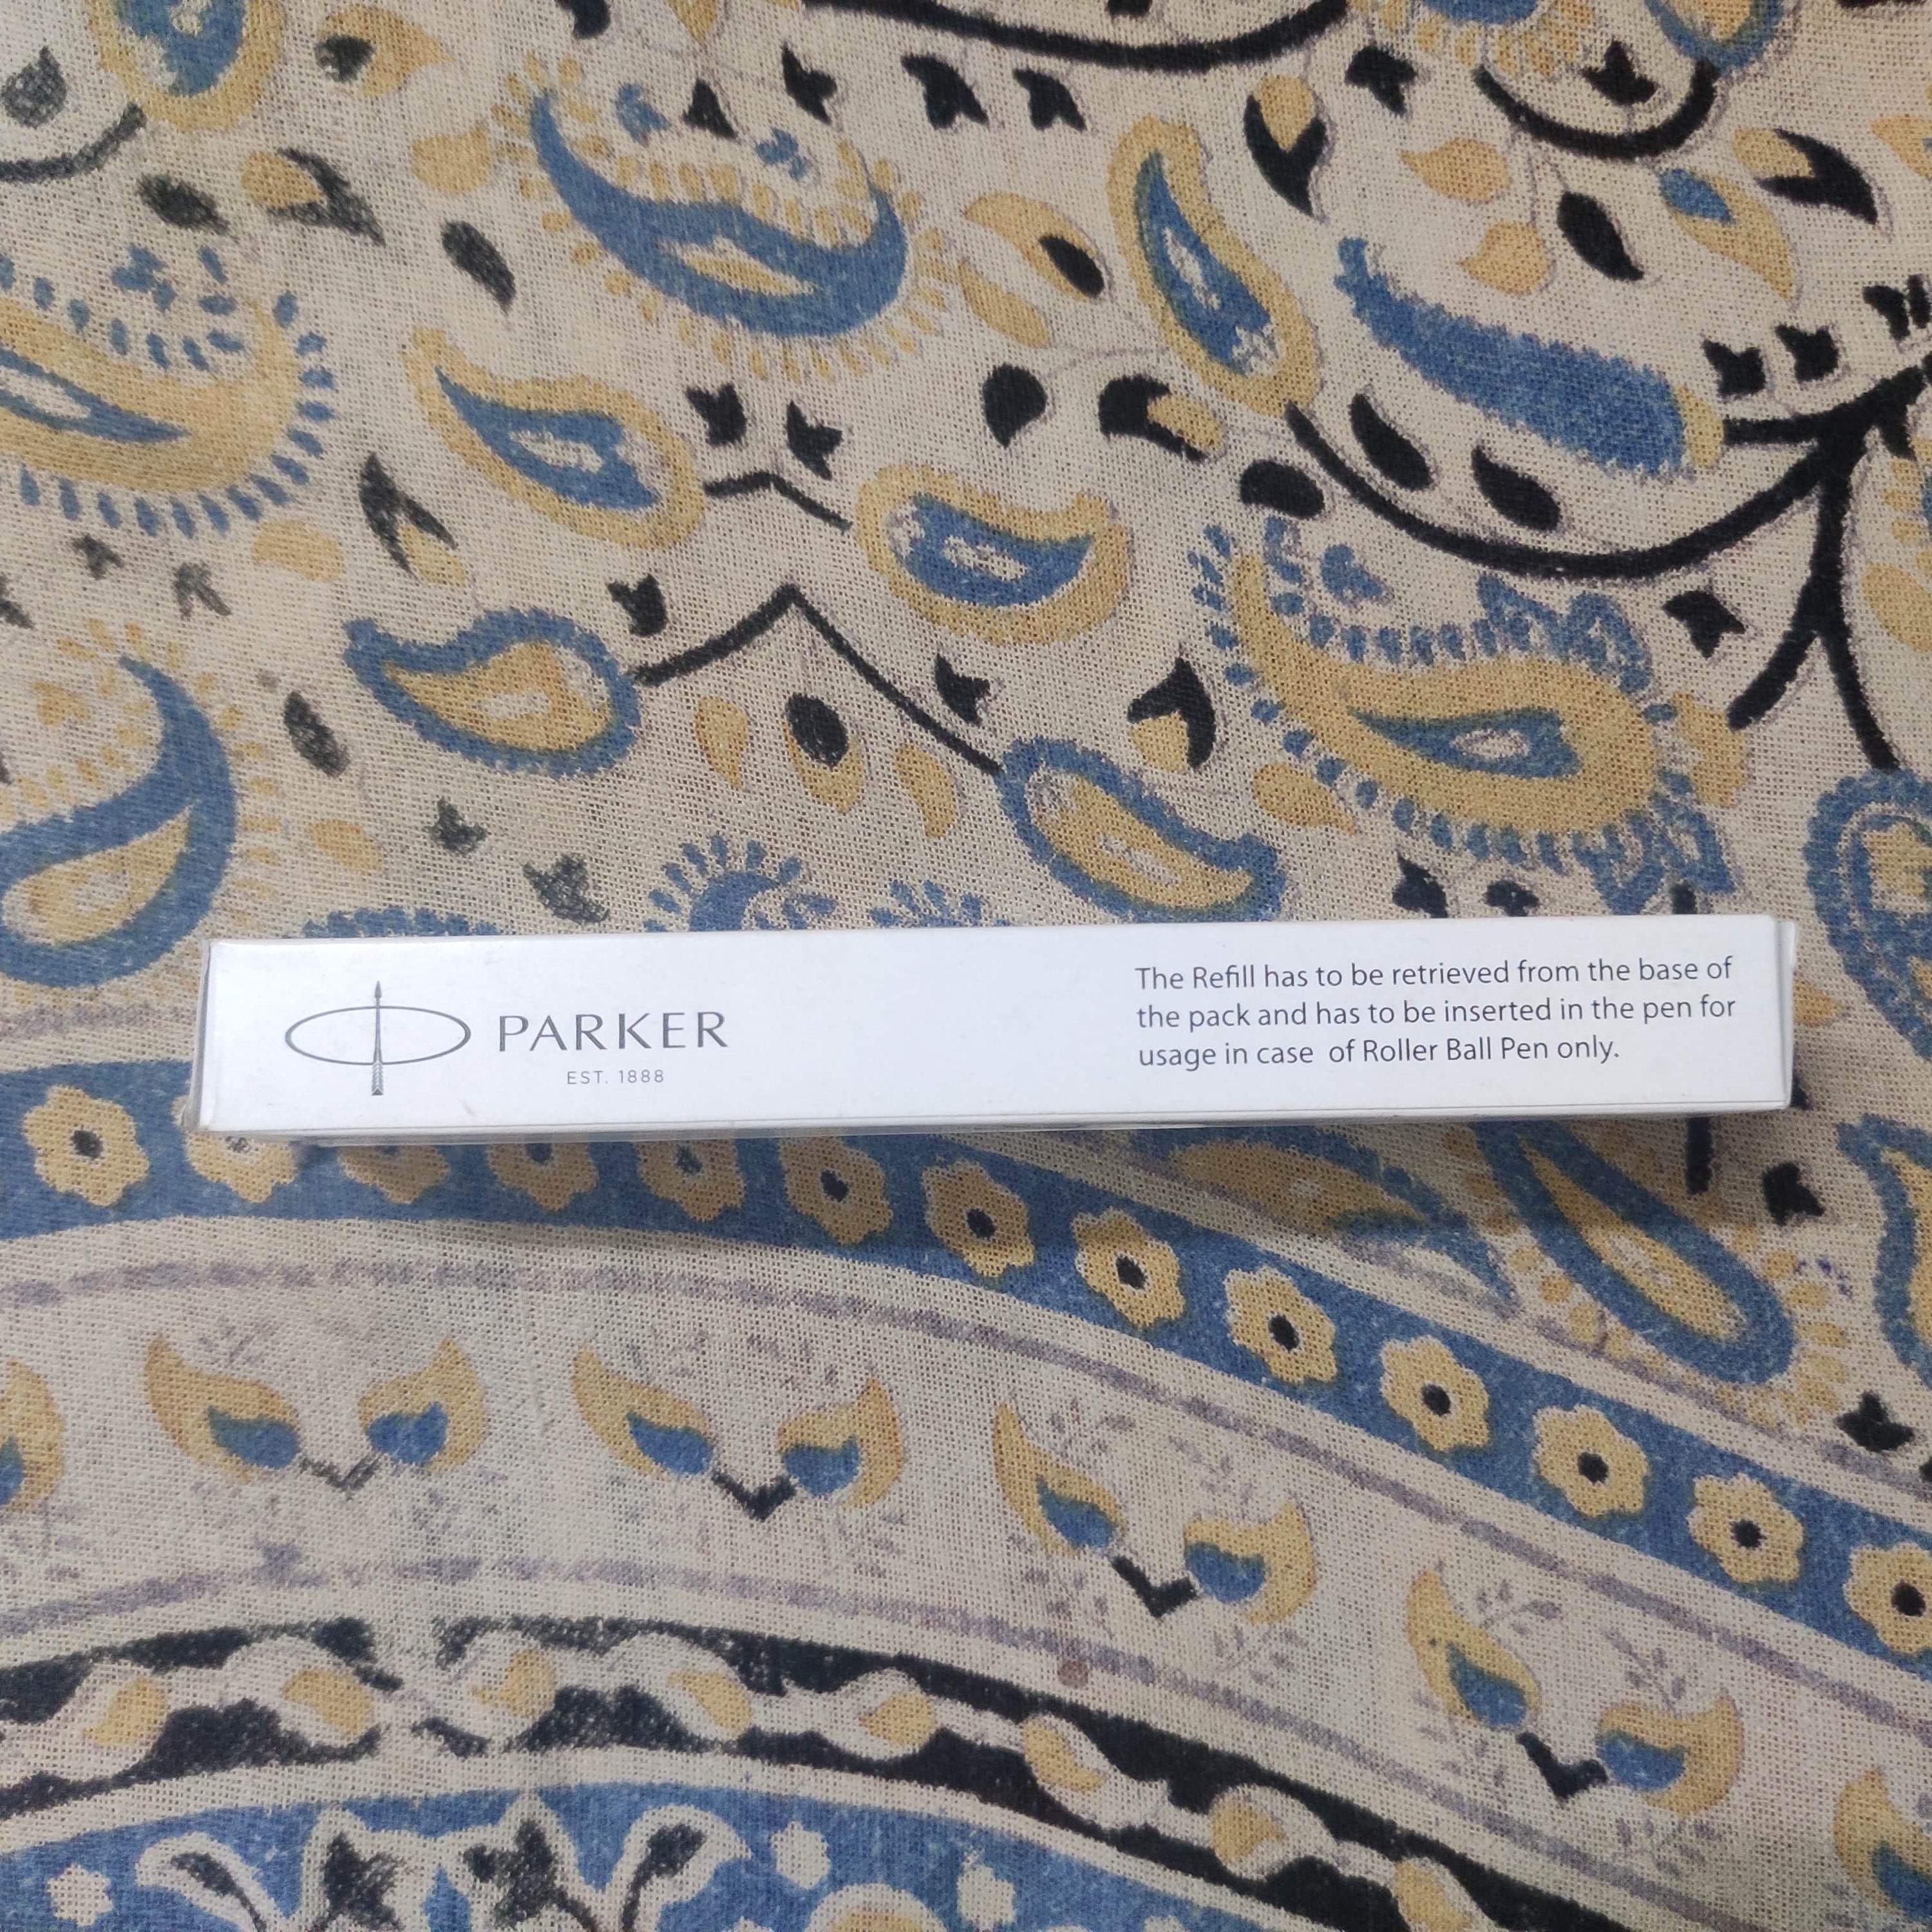 PARKER
EST. 1888
The Refill has to be retrieved from the base of
the pack and has to be inserted in the pen for
usage in case of Roller Ball Pen only.